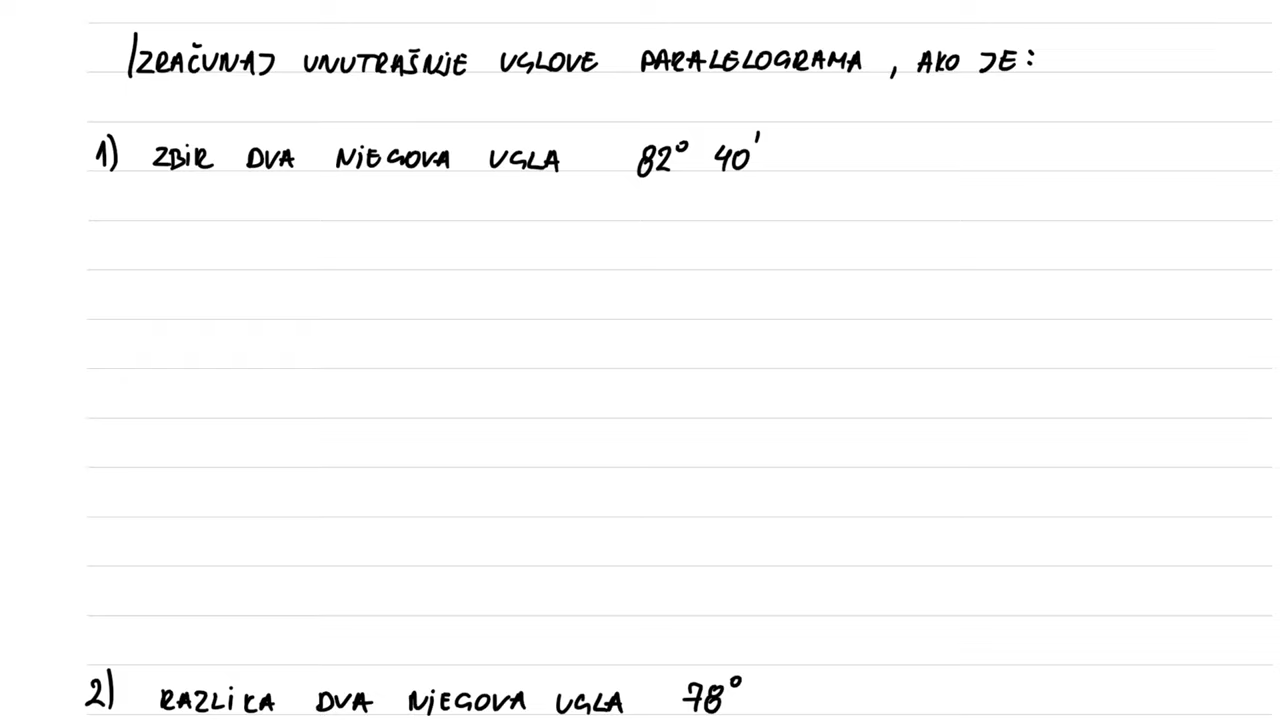 IZRAČUNAJ UNUTRAŠNJE UGLOVE PARALELOGRAMA, AKO JE:
1) ZBIR DVA NJEGOVA UGLA 82° 40'
2) RAZLIKA DVA NJEGOVA UGLA 78°